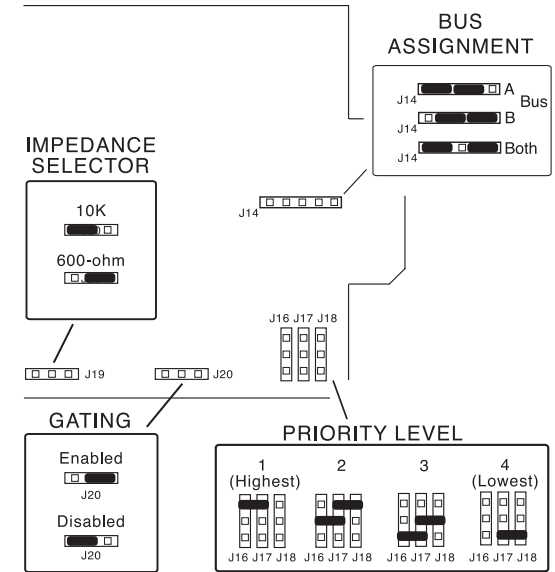 BUS
ASSIGNMENT
J14 A
Bus
J14 B
J14 Both
IMPEDANCE
SELECTOR
10K
600-ohm
J14
J16 J17 J18
J19
J20
GATING
Enabled
J20
Disabled
J20
PRIORITY LEVEL
1 2 3 4
(Highest) (Lowest)
J16 J17 J18 J16 J17 J18 J16 J17 J18 J16 J17 J18